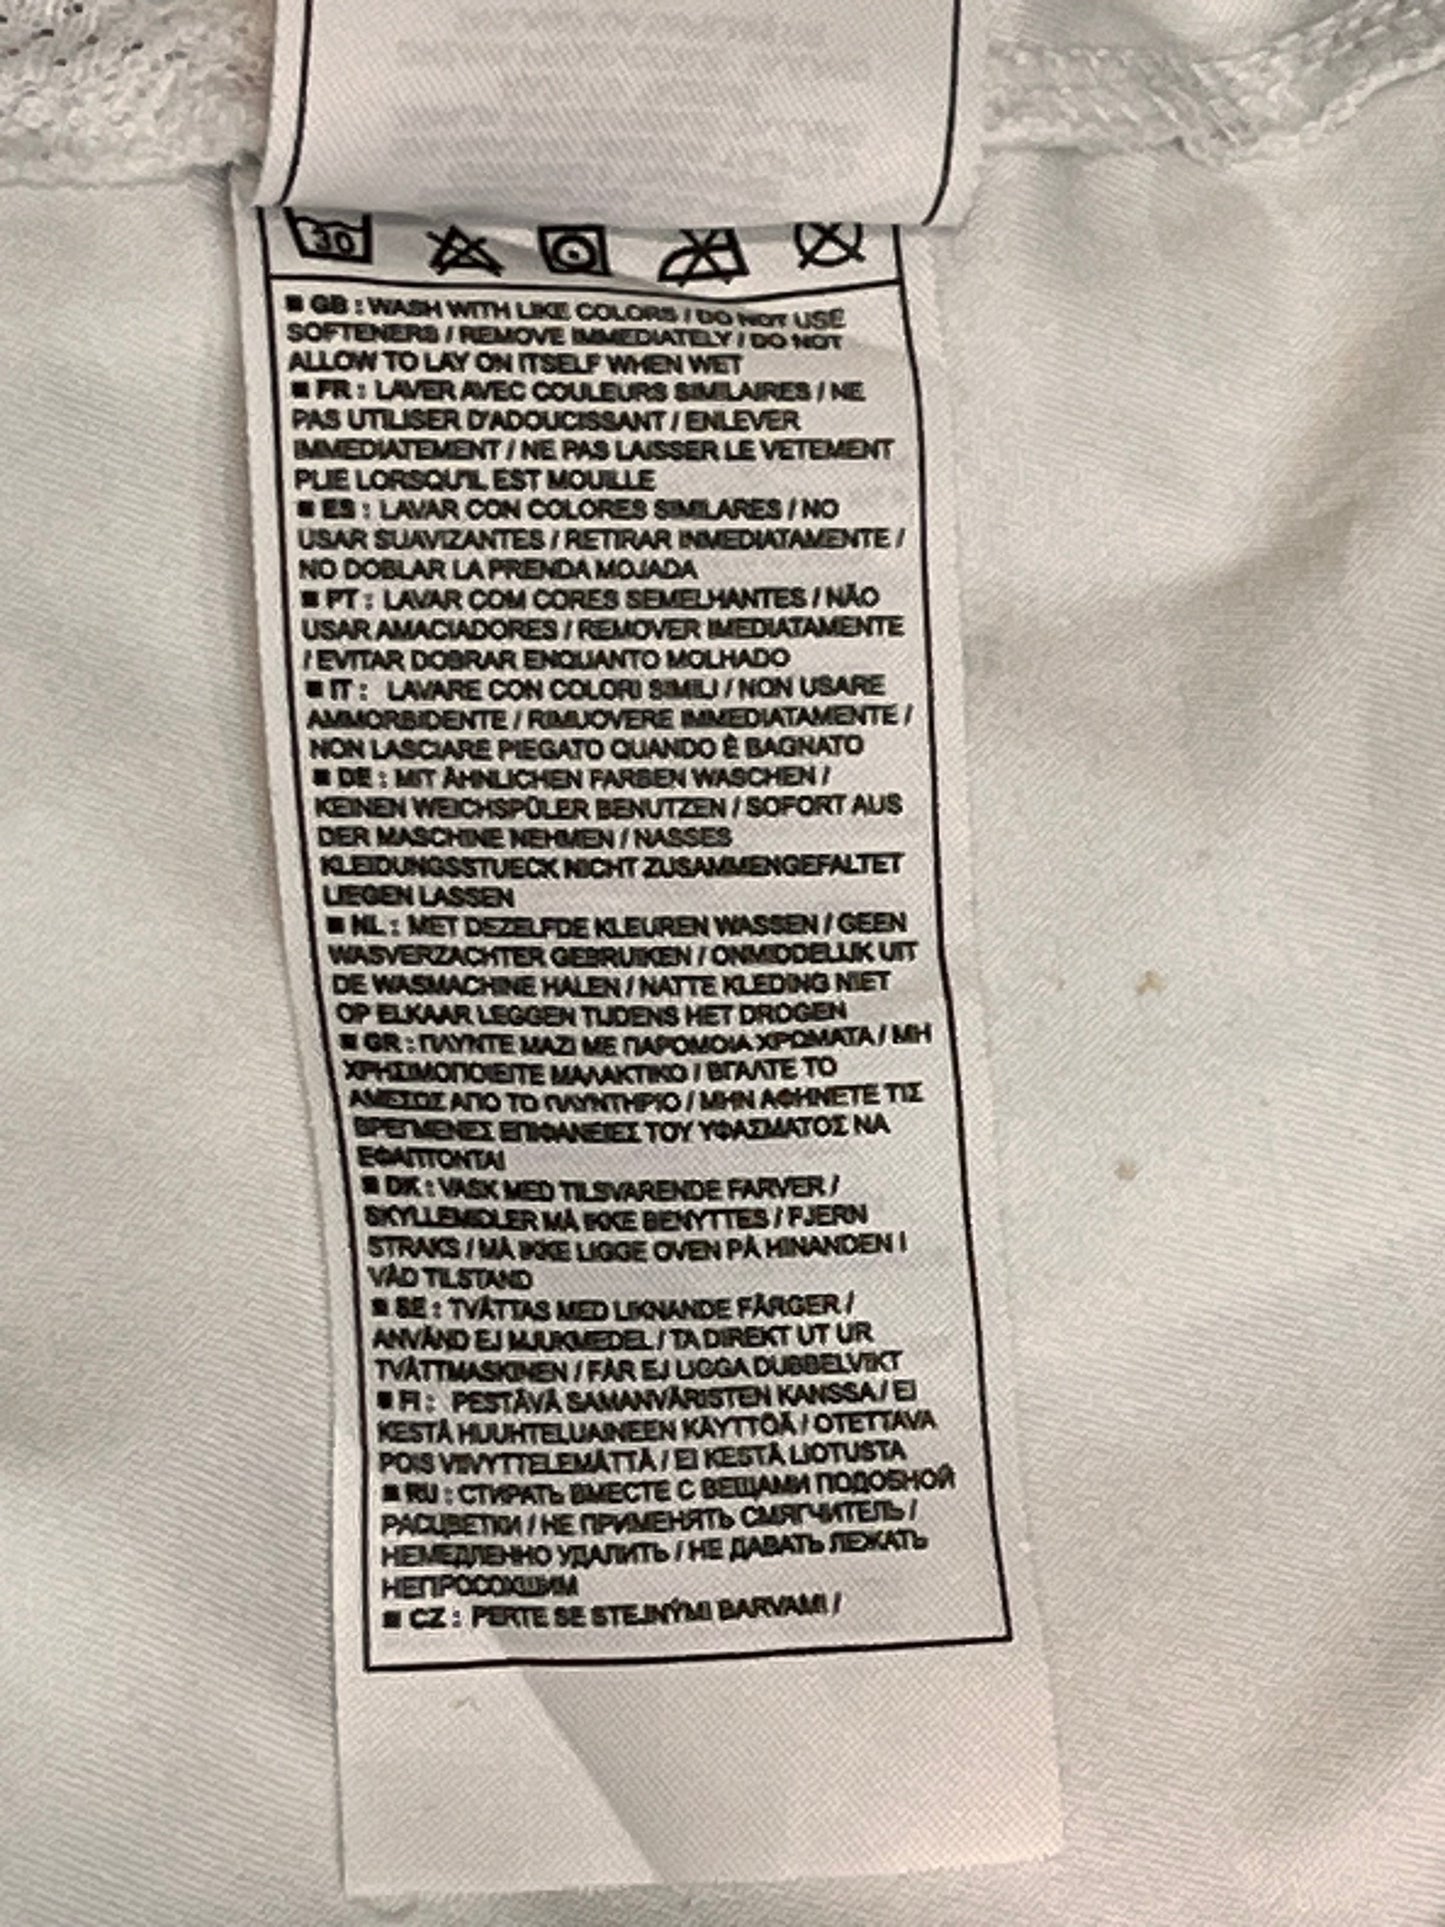 30
■ GB : WASH WITH LIKE COLORS / DO NOT USE
SOFTENERS / REMOVE IMMEDIATELY / DO NOT
ALLOW TO LAY ON ITSELF WHEN WET
■ FR : LAVER AVEC COULEURS SIMILAIRES / NE
PAS UTILISER D'ADOUCISSANT / ENLEVER
IMMEDIATEMENT / NE PAS LAISSER LE VETEMENT
PLIE LORSQU'IL EST MOUILLE
■ ES : LAVAR CON COLORES SIMILARES / NO
USAR SUAVIZANTES / RETIRAR INMEDIATAMENTE /
NO DOBLAR LA PRENDA MOJADA
■ PT : LAVAR COM CORES SEMELHANTES / NÃO
USAR AMACIADORES / REMOVER IMEDIATAMENTE
/ EVITAR DOBRAR ENQUANTO MOLHADO
■ IT : LAVARE CON COLORI SIMILI / NON USARE
AMMORBIDENTE / RIMUOVERE IMMEDIATAMENTE /
NON LASCIARE PIEGATO QUANDO È BAGNATO
■ DE : MIT ÄHNLICHEN FARBEN WASCHEN /
KEINEN WEICHSPÜLER BENUTZEN / SOFORT AUS
DER MASCHINE NEHMEN / NASSES
KLEIDUNGSSTUECK NICHT ZUSAMMENGEFALTET
LIEGEN LASSEN
■ NL : MET DEZELFDE KLEUREN WASSEN / GEEN
WASVERZACHTER GEBRUIKEN / ONMIDDELLIJK UIT
DE WASMACHINE HALEN / NATTE KLEDING NIET
OP ELKAAR LEGGEN TIJDENS HET DROGEN
■ GR : ΠΛΥΝΤΕ ΜΑΖΙ ΜΕ ΠΑΡΟΜΟΙΑ ΧΡΩΜΑΤΑ / ΜΗ
ΧΡΗΣΙΜΟΠΟΙΕΙΤΕ ΜΑΛΑΚΤΙΚΟ / ΒΓΑΛΤΕ ΤΟ
ΑΜΕΣΩΣ ΑΠΟ ΤΟ ΠΛΥΝΤΗΡΙΟ / ΜΗΝ ΑΦΗΝΕΤΕ ΤΙΣ
ΒΡΕΓΜΕΝΕΣ ΕΠΙΦΑΝΕΙΕΣ ΤΟΥ ΥΦΑΣΜΑΤΟΣ ΝΑ
ΕΦΑΠΤΟΝΤΑΙ
■ DK : VASK MED TILSVARENDE FARVER /
SKYLLEMIDLER MÅ IKKE BENYTTES / FJERN
STRAKS / MÅ IKKE LIGGE OVEN PÅ HINANDEN I
VÅD TILSTAND
■ SE : TVÄTTAS MED LIKNANDE FÄRGER /
ANVÄND EJ MJUKMEDEL / TA DIREKT UT UR
TVÄTTMASKINEN / FÅR EJ LIGGA DUBBELVIKT
■ FI : PESTÄVÄ SAMANVÄRISTEN KANSSA / EI
KESTÄ HUUHTELUAINEEN KÄYTTÖÄ / OTETTAVA
POIS VIIVYTTELEMÄTTÄ / EI KESTÄ LIOTUSTA
■ RU : СТИРАТЬ ВМЕСТЕ С ВЕЩАМИ ПОДОБНОЙ
РАСЦВЕТКИ / НЕ ПРИМЕНЯТЬ СМЯГЧИТЕЛЬ /
НЕМЕДЛЕННО УДАЛИТЬ / НЕ ДАВАТЬ ЛЕЖАТЬ
НЕПРОСОХШИМ
■ CZ : PERTE SE STEJNÝMI BARVAMI /